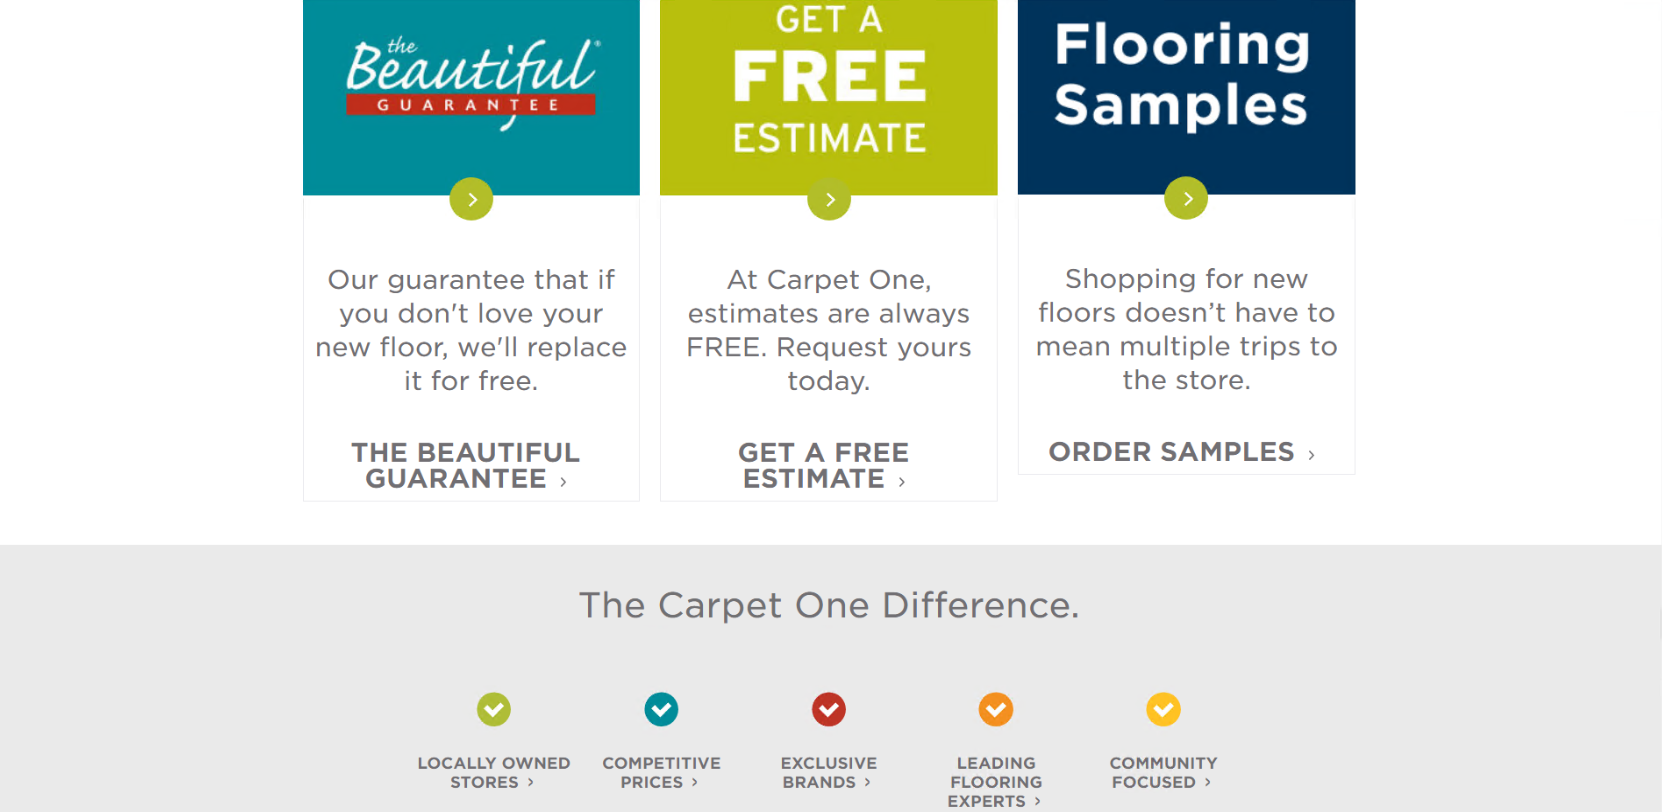 the
Beautiful®
GUARANTEE
Our guarantee that if
you don't love your
new floor, we'll replace
it for free.
THE BEAUTIFUL
GUARANTEE ›
GET A
FREE
ESTIMATE
At Carpet One,
estimates are always
FREE. Request yours
today.
GET A FREE
ESTIMATE ›
Flooring
Samples
Shopping for new
floors doesn’t have to
mean multiple trips to
the store.
ORDER SAMPLES ›
The Carpet One Difference.
LOCALLY OWNED
STORES ›
COMPETITIVE
PRICES ›
EXCLUSIVE
BRANDS ›
LEADING
FLOORING
EXPERTS ›
COMMUNITY
FOCUSED ›